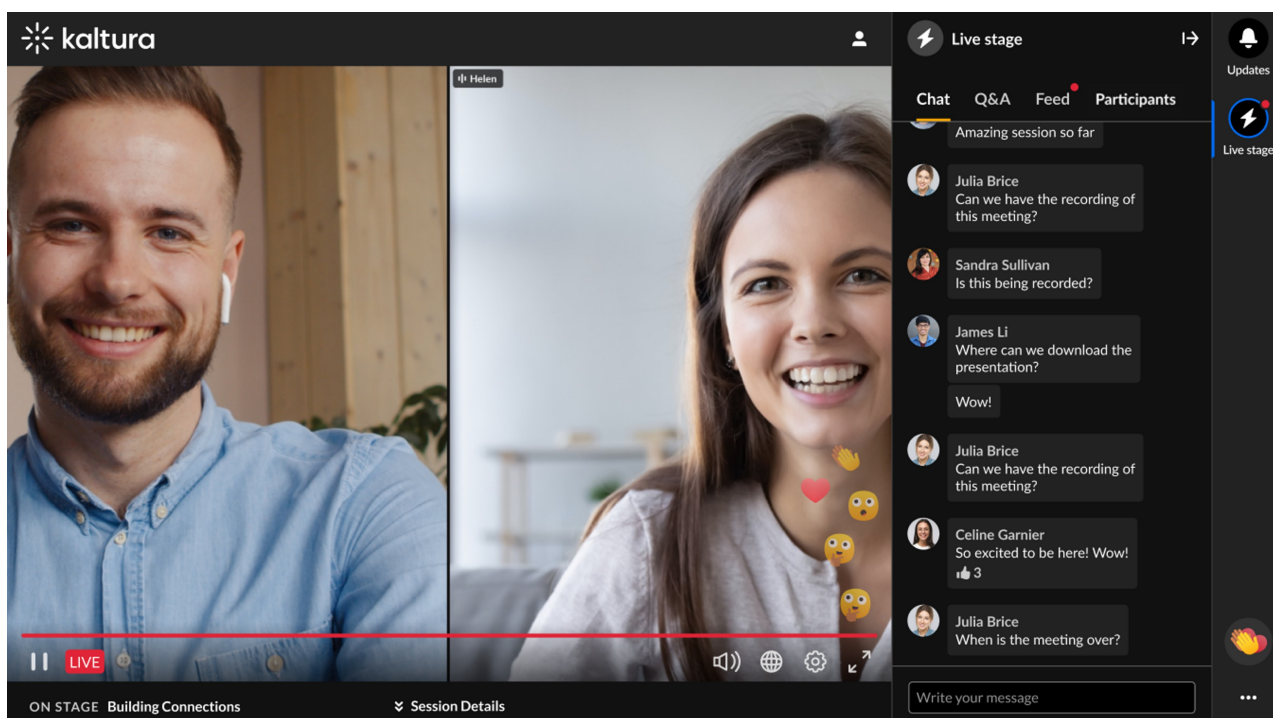 kaltura
Helen
LIVE
ON STAGE Building Connections
Session Details
Live stage
Chat Q&A Feed Participants
Amazing session so far
Julia Brice
Can we have the recording of
this meeting?
Sandra Sullivan
Is this being recorded?
James Li
Where can we download the
presentation?
Wow!
Julia Brice
Can we have the recording of
this meeting?
Celine Garnier
So excited to be here! Wow!
3
Julia Brice
When is the meeting over?
Write your message
Updates
Live stage